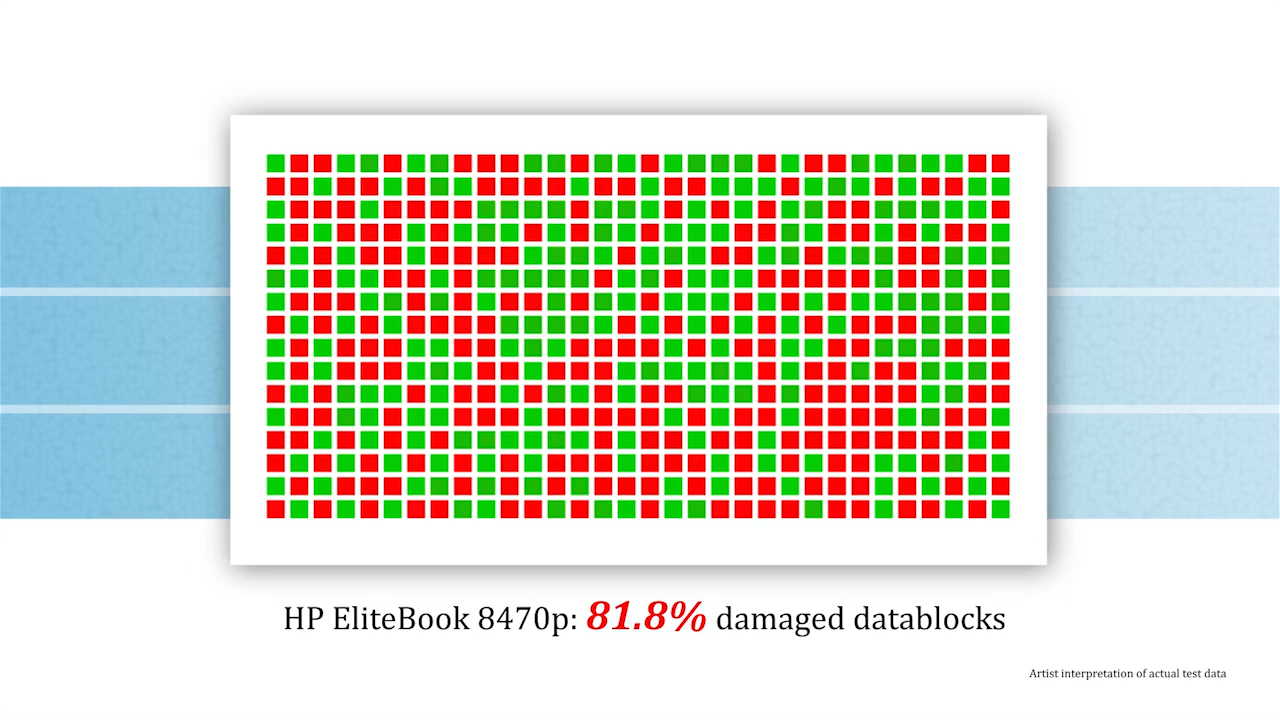 HP EliteBook 8470p: 81.8% damaged datablocks
Artist interpretation of actual test data